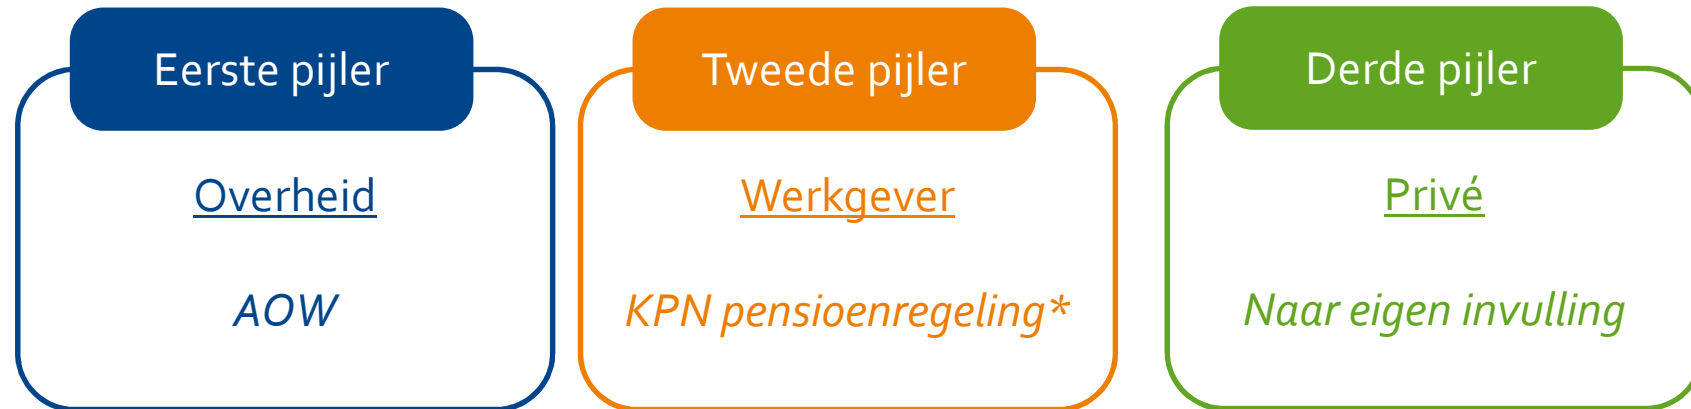 Eerste pijler
Overheid
AOW
Tweede pijler
Werkgever
KPN pensioenregeling*
Derde pijler
Privé
Naar eigen invulling